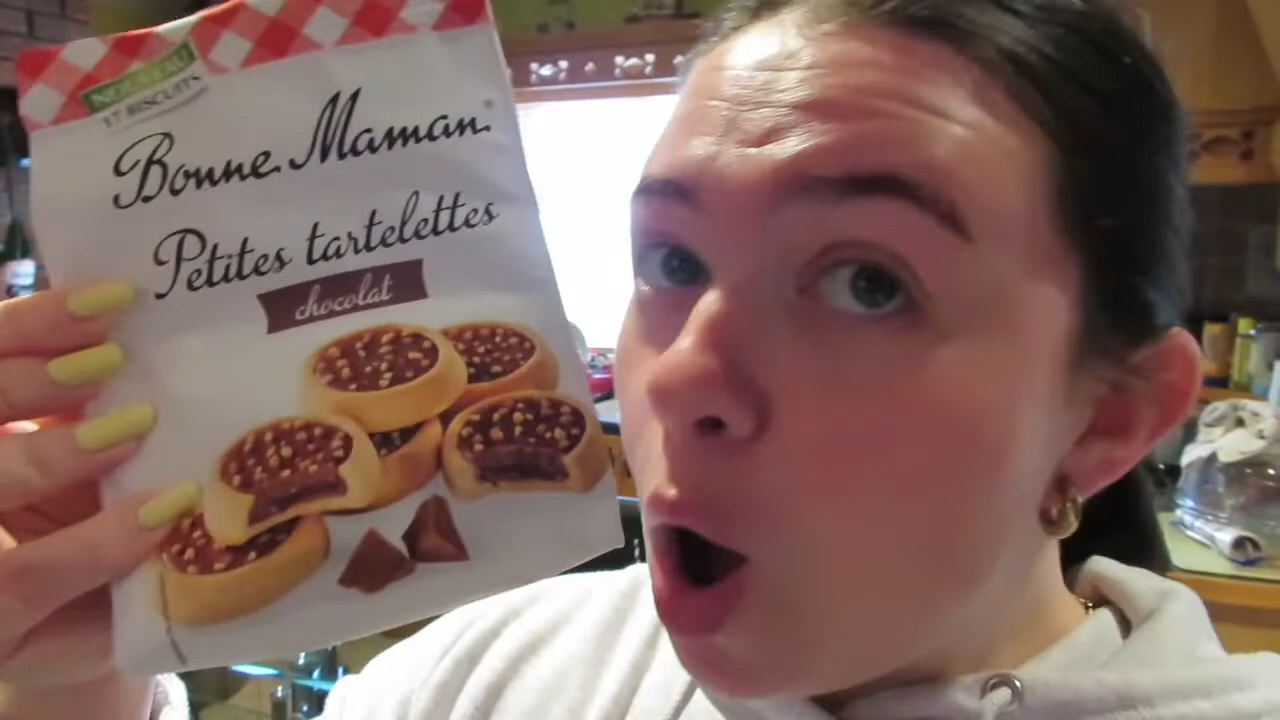 NOUVEAU
17 BISCUITS
Bonne Maman®
Petites tartelettes
chocolat